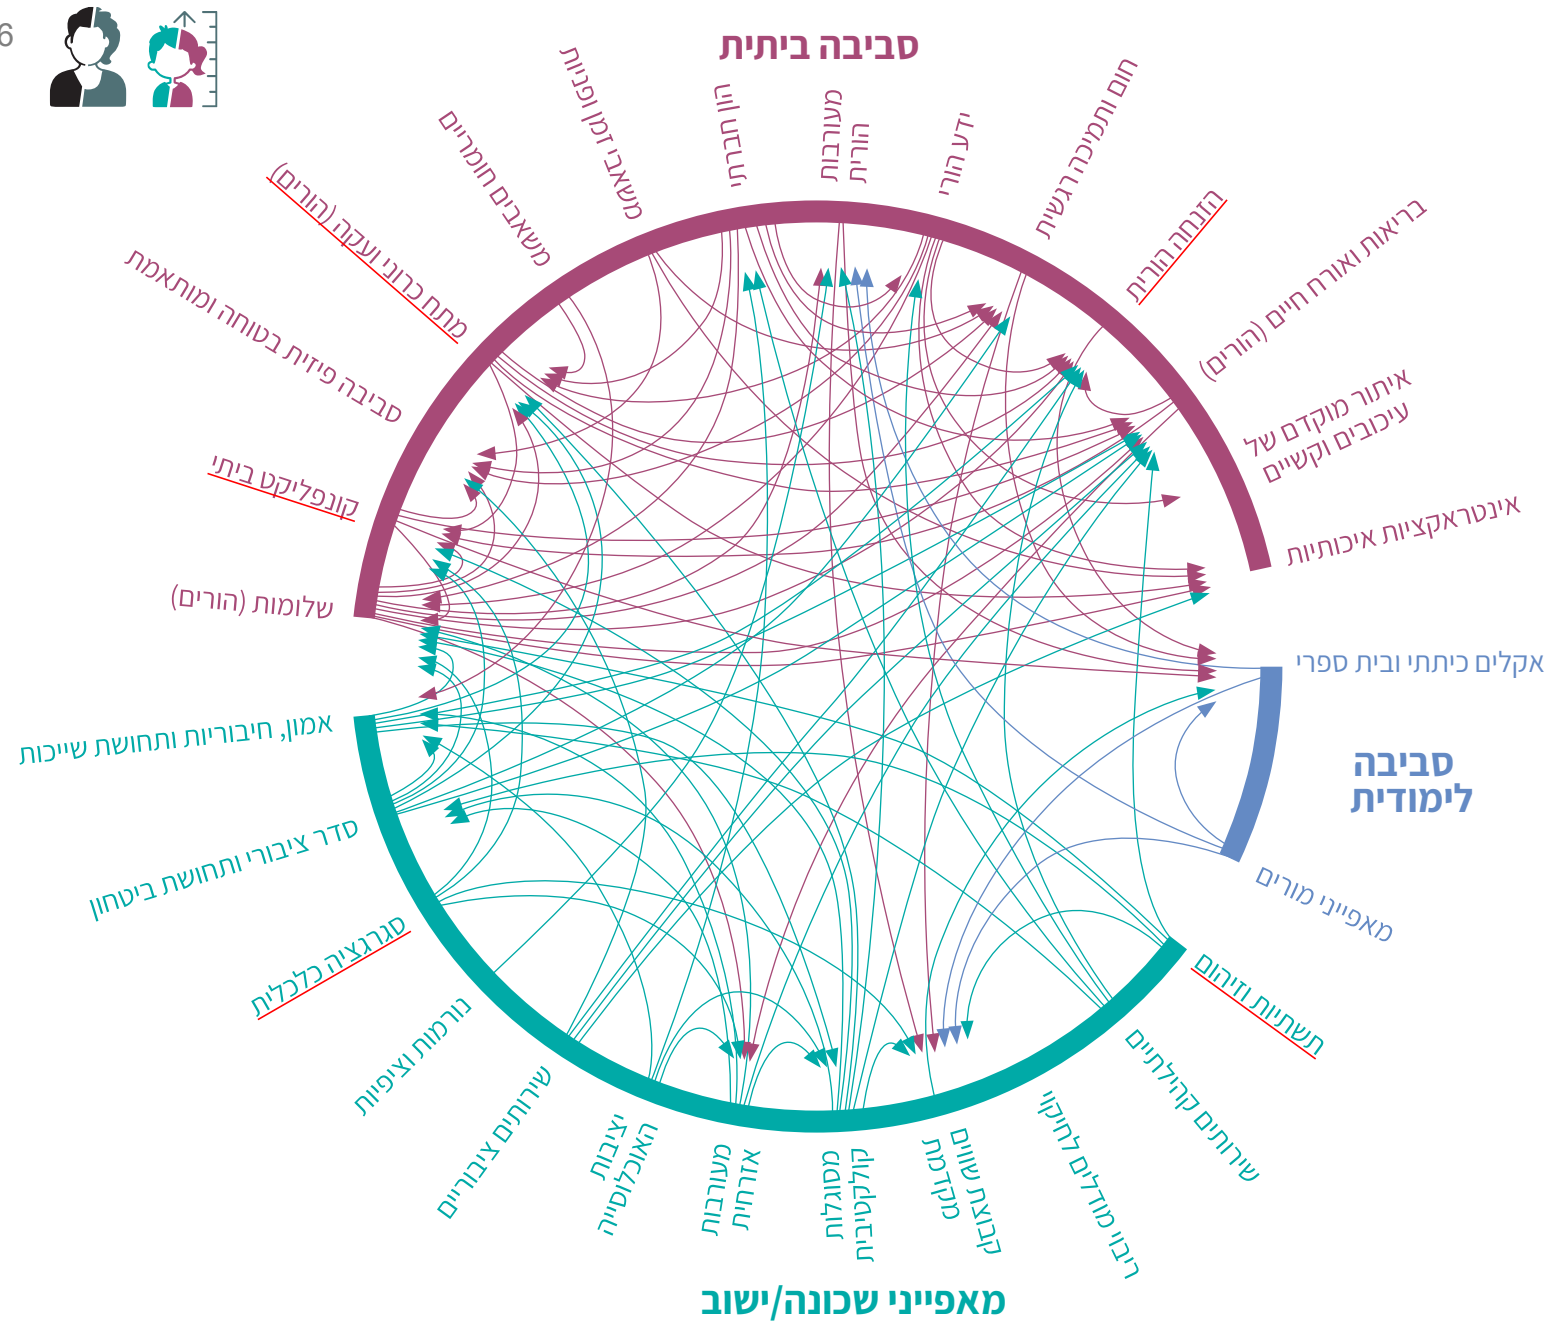 6
סביבה ביתית
הון חברתי
מעורבות
הורית
ידע הורי
חום ותמיכה רגשית
הזנחה הורית
בריאות ואורח חיים (הורים)
איתור מוקדם של
עיכובים וקשיים
אינטראקציות איכותיות
משאבי זמן ופניות
משאבים חומריים
מתח כרוני ועקה (הורים)
סביבה פיזית בטוחה ומותאמת
קונפליקט ביתי
שלומות (הורים)
אקלים כיתתי ובית ספרי
סביבה
לימודית
מאפייני מורים
אמון, חיבוריות ותחושת שייכות
סדר ציבורי ותחושת ביטחון
סגרגציה כלכלית
נורמות וציפיות
שירותים ציבוריים
יציבות
האוכלוסייה
מעורבות
אזרחית
מסוגלות
קולקטיבית
קבוצת שווים
מקדמת
ריבוי מודלים לחיקוי
שירותים קהילתיים
תשתיות וזיהום
מאפייני שכונה/ישוב